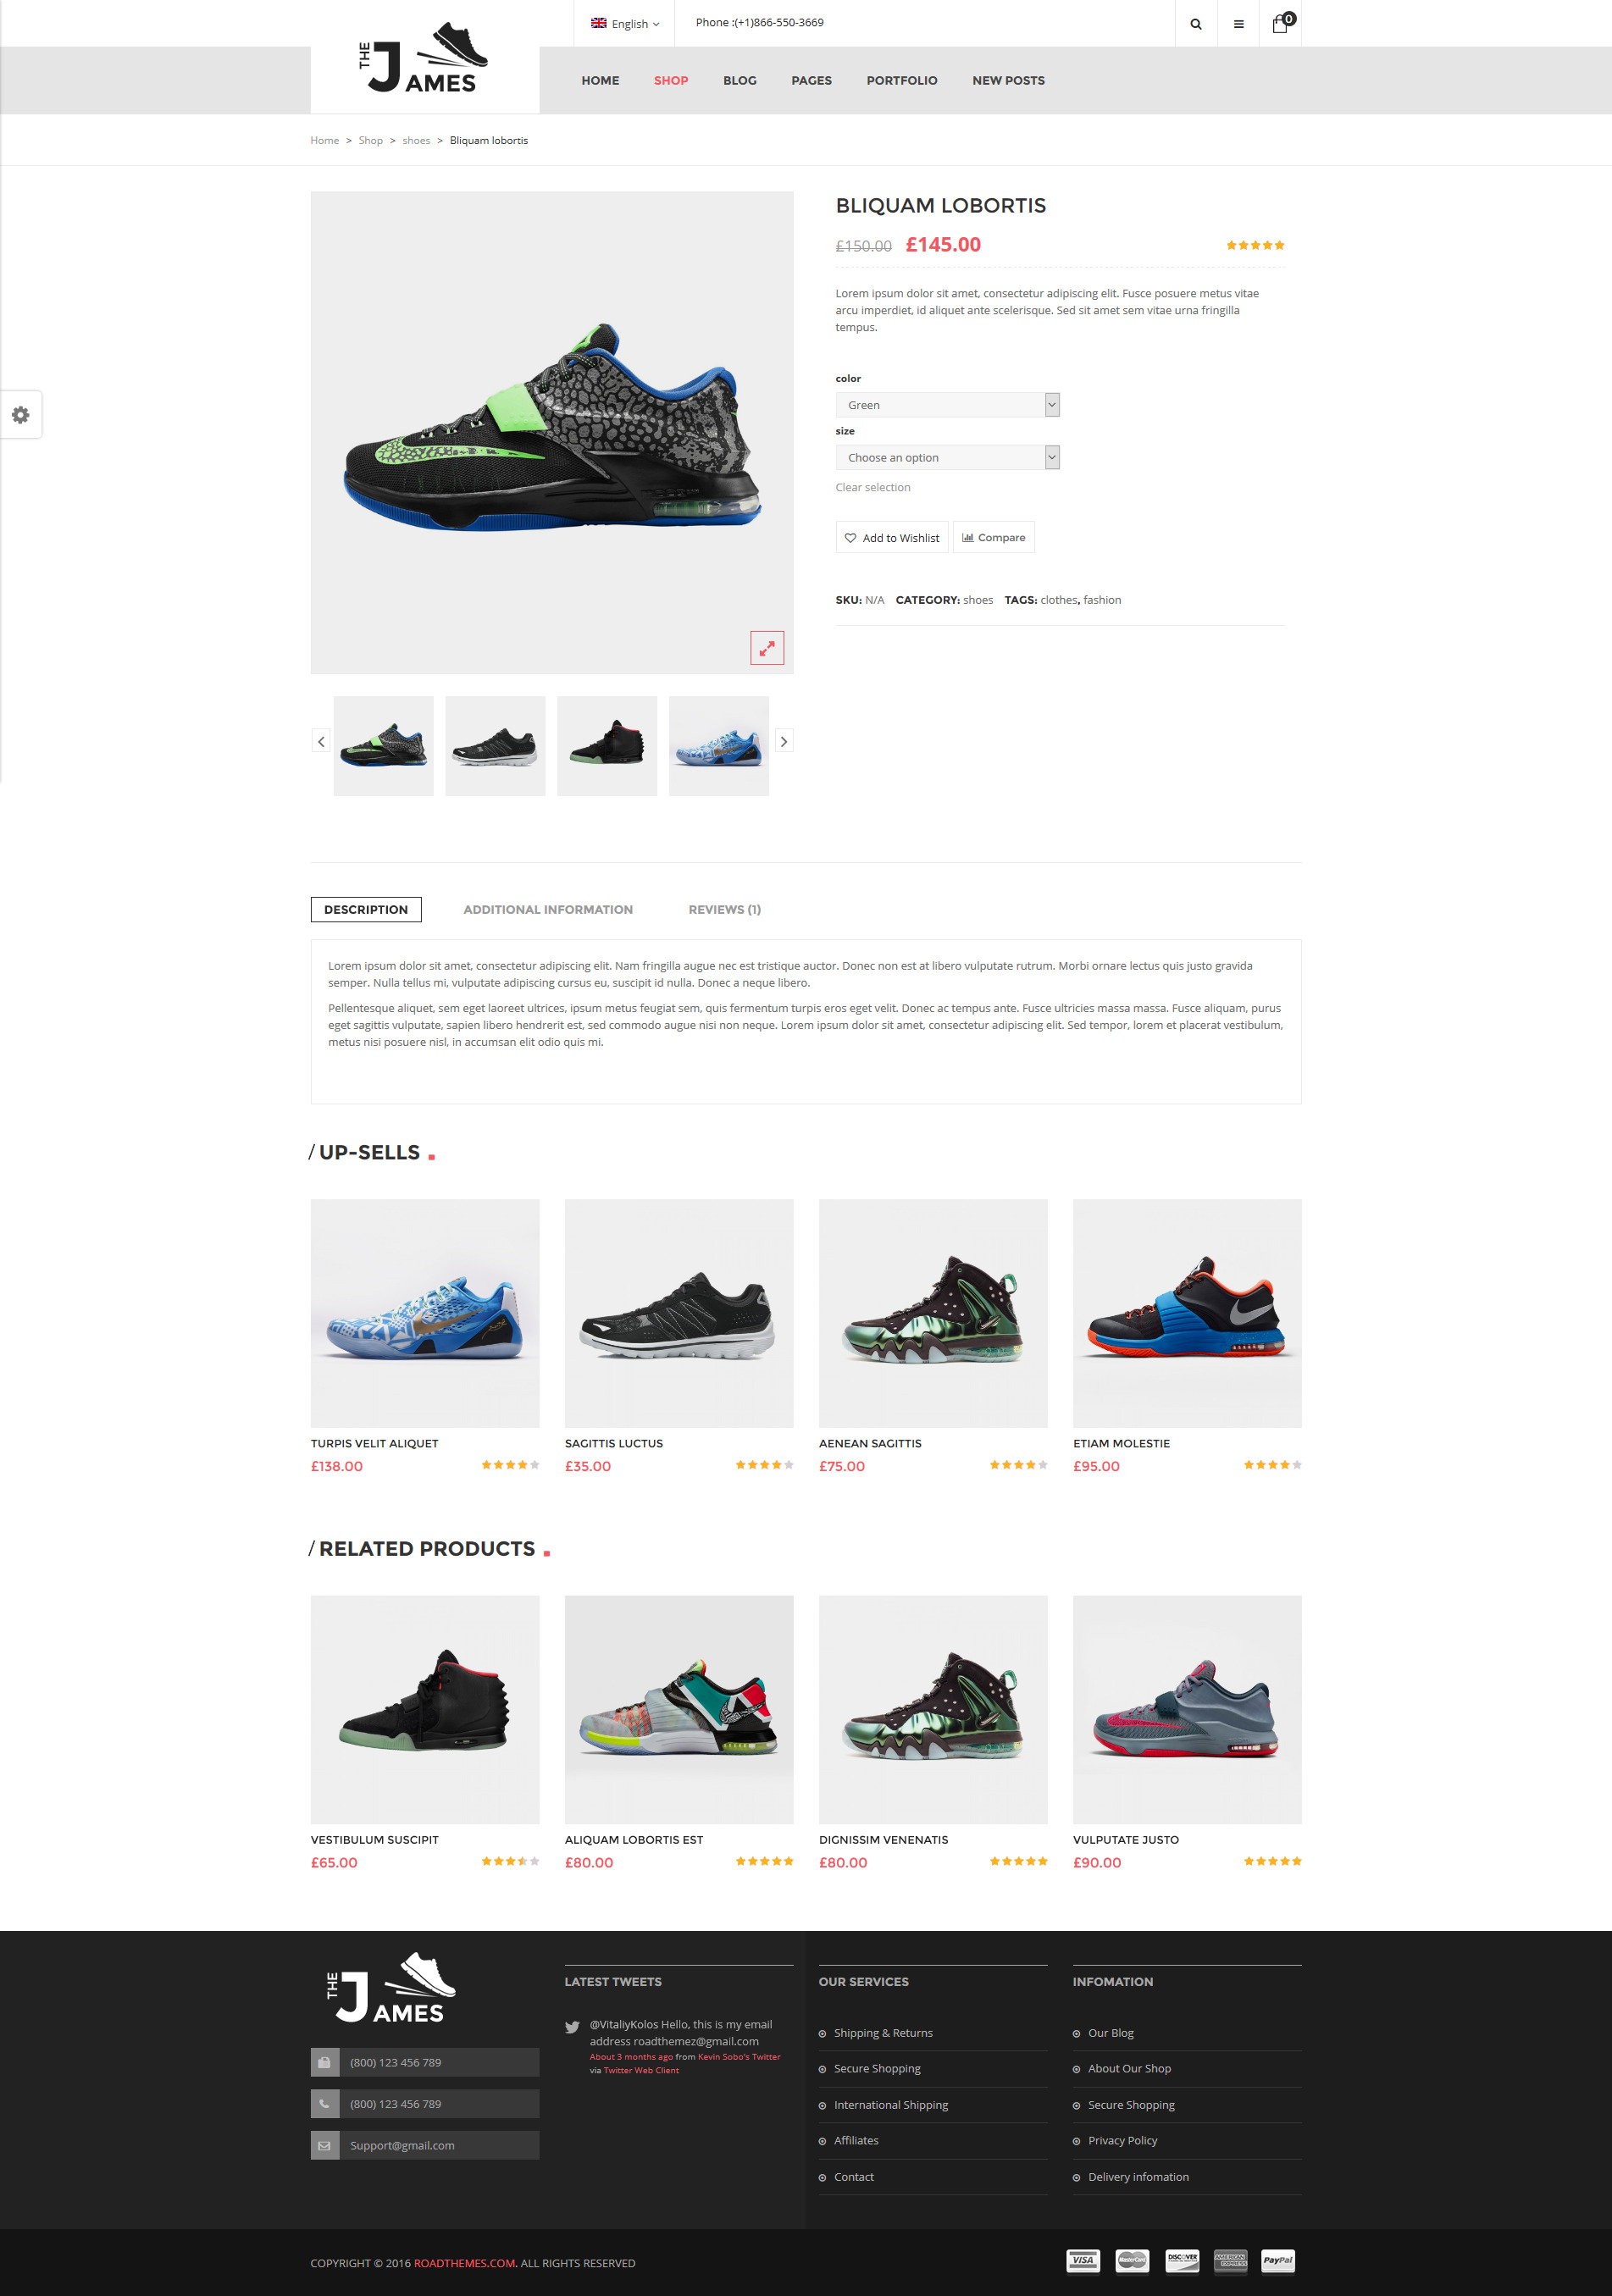 English
Phone :(+1)866-550-3669
0
THE JAMES
HOME SHOP BLOG PAGES PORTFOLIO NEW POSTS
Home > Shop > shoes > Bliquam lobortis
BLIQUAM LOBORTIS
£150.00 £145.00
Lorem ipsum dolor sit amet, consectetur adipiscing elit. Fusce posuere metus vitae
arcu imperdiet, id aliquet ante scelerisque. Sed sit amet sem vitae urna fringilla
tempus.
color
Green
size
Choose an option
Clear selection
Add to Wishlist Compare
SKU: N/A CATEGORY: shoes TAGS: clothes, fashion
DESCRIPTION ADDITIONAL INFORMATION REVIEWS (1)
Lorem ipsum dolor sit amet, consectetur adipiscing elit. Nam fringilla augue nec est tristique auctor. Donec non est at libero vulputate rutrum. Morbi ornare lectus quis justo gravida
semper. Nulla tellus mi, vulputate adipiscing cursus eu, suscipit id nulla. Donec a neque libero.
Pellentesque aliquet, sem eget laoreet ultrices, ipsum metus feugiat sem, quis fermentum turpis eros eget velit. Donec ac tempus ante. Fusce ultricies massa massa. Fusce aliquam, purus
eget sagittis vulputate, sapien libero hendrerit est, sed commodo augue nisi non neque. Lorem ipsum dolor sit amet, consectetur adipiscing elit. Sed tempor, lorem et placerat vestibulum,
metus nisi posuere nisl, in accumsan elit odio quis mi.
/ UP-SELLS .
TURPIS VELIT ALIQUET
£138.00
SAGITTIS LUCTUS
£35.00
AENEAN SAGITTIS
£75.00
ETIAM MOLESTIE
£95.00
/ RELATED PRODUCTS .
VESTIBULUM SUSCIPIT
£65.00
ALIQUAM LOBORTIS EST
£80.00
DIGNISSIM VENENATIS
£80.00
VULPUTATE JUSTO
£90.00
THE JAMES
(800) 123 456 789
(800) 123 456 789
Support@gmail.com
LATEST TWEETS
@VitaliyKolos Hello, this is my email
address roadthemez@gmail.com
About 3 months ago from Kevin Sobo's Twitter
via Twitter Web Client
OUR SERVICES
Shipping & Returns
Secure Shopping
International Shipping
Affiliates
Contact
INFOMATION
Our Blog
About Our Shop
Secure Shopping
Privacy Policy
Delivery infomation
COPYRIGHT © 2016 ROADTHEMES.COM. ALL RIGHTS RESERVED
VISA MasterCard DISCOVER AMERICAN EXPRESS PayPal